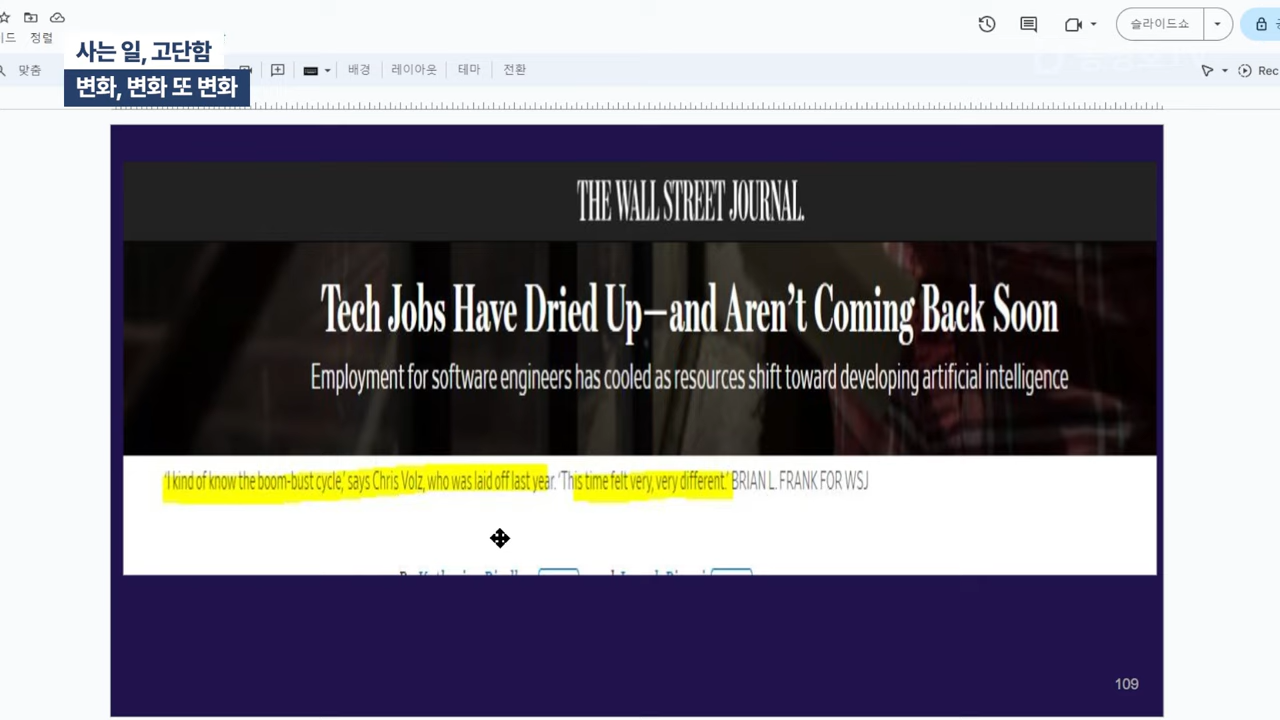 이드 정렬
사는 일, 고단함
변화, 변화 또 변화
맞춤
배경 레이아웃 테마 전환
슬라이드쇼
Rec
THE WALL STREET JOURNAL.
Tech Jobs Have Dried Up—and Aren't Coming Back Soon
Employment for software engineers has cooled as resources shift toward developing artificial intelligence
'I kind of know the boom-bust cycle,' says Chris Volz, who was laid off last year. 'This time felt very, very different.' BRIAN L. FRANK FOR WSJ
109